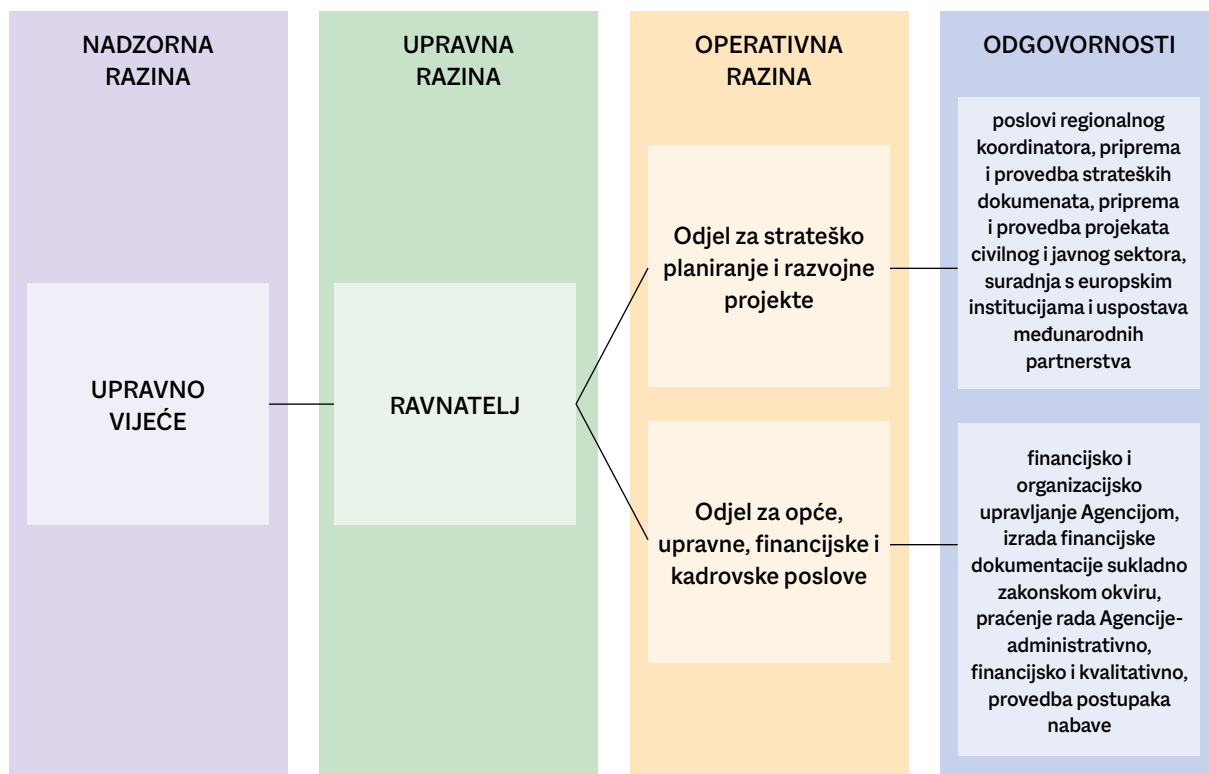 NADZORNA
RAZINA
UPRAVNO
VIJEĆE
UPRAVNA
RAZINA
RAVNATELJ
OPERATIVNA
RAZINA
Odjel za strateško
planiranje i razvojne
projekte
Odjel za opće,
upravne, financijske i
kadrovske poslove
ODGOVORNOSTI
poslovi regionalnog
koordinatora, priprema
i provedba strateških
dokumenata, priprema
i provedba projekata
civilnog i javnog sektora,
suradnja s europskim
institucijama i uspostava
međunarodnih
partnerstva
financijsko i
organizacijsko
upravljanje Agencijom,
izrada financijske
dokumentacije sukladno
zakonskom okviru,
praćenje rada Agencije-
administrativno,
financijsko i kvalitativno,
provedba postupaka
nabave